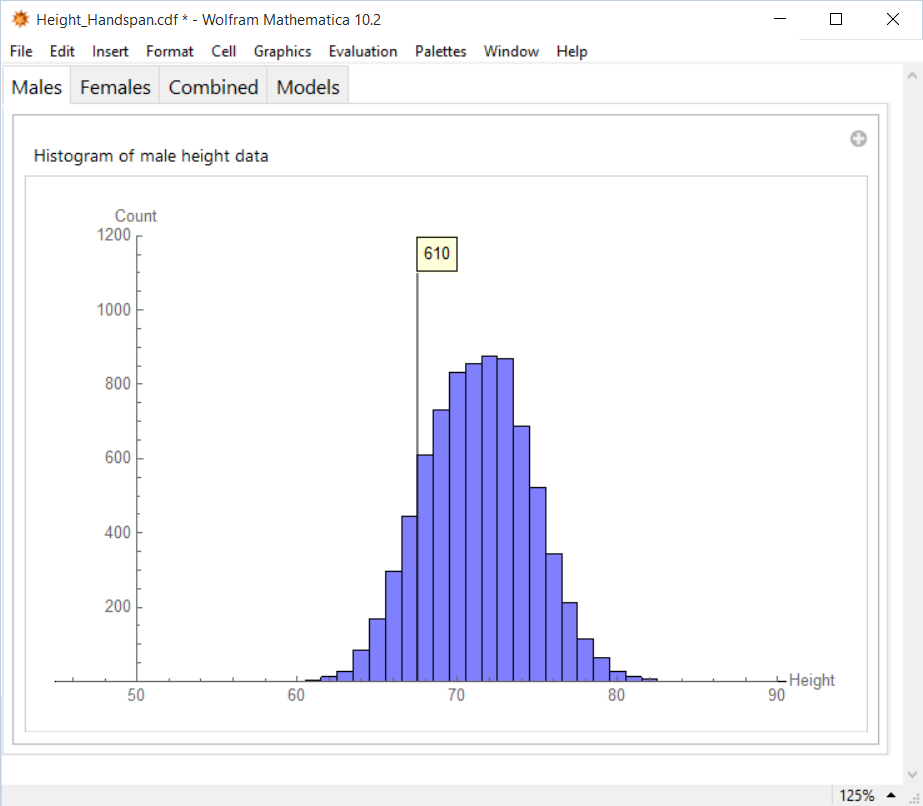 Height_Handspan.cdf * - Wolfram Mathematica 10.2
File Edit Insert Format Cell Graphics Evaluation Palettes Window Help
Males Females Combined Models
Histogram of male height data
Count
1200
610
1000
800
600
400
200
Height
50 60 70 80 90
125%